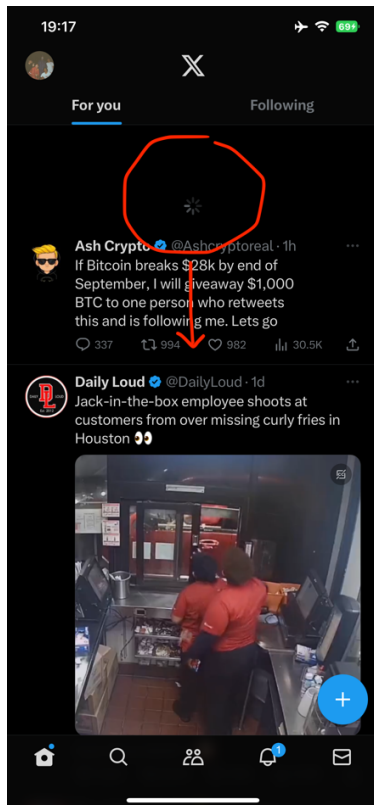 19:17
69
X
For you
Following
Ash Crypto @Ashcryptoreal · 1h
If Bitcoin breaks $28k by end of
September, I will giveaway $1,000
BTC to one person who retweets
this and is following me. Lets go
337 994 982 30.5K
Daily Loud @DailyLoud · 1d
Jack-in-the-box employee shoots at
customers from over missing curly fries in
Houston 👀
DL
1